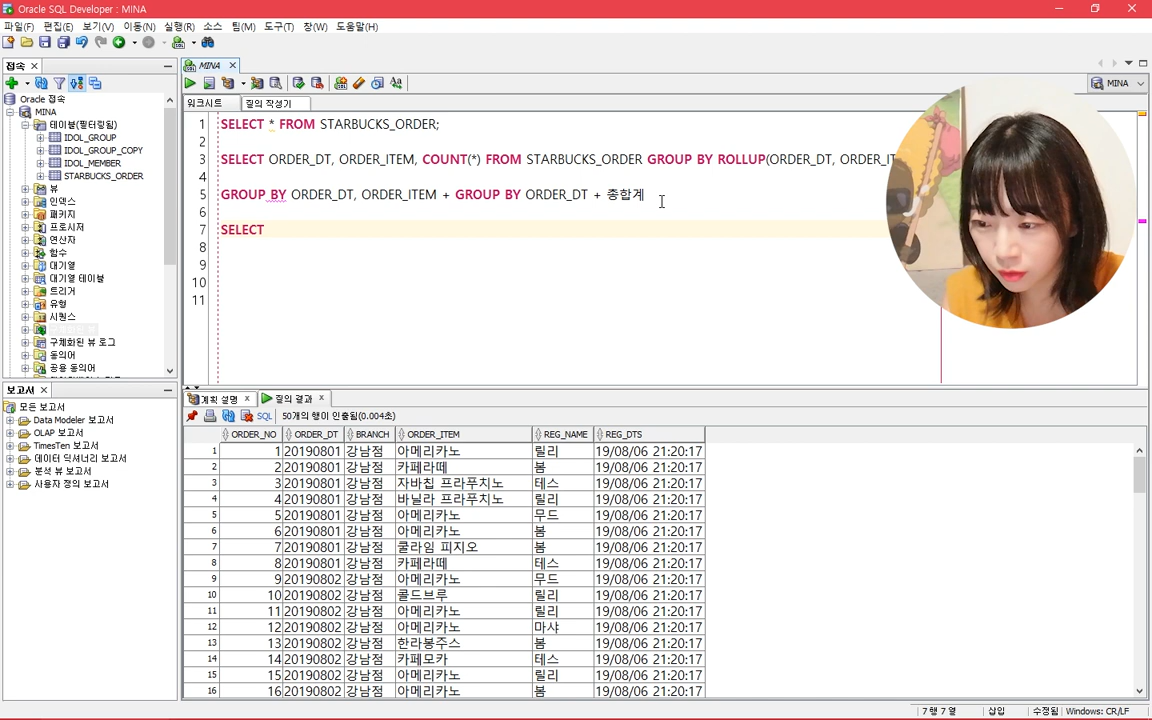 Oracle SQL Developer : MINA
파일(F) 편집(E) 보기(V) 이동(N) 실행(R) 소스 팀(M) 도구(T) 창(W) 도움말(H)
접속
MINA
MINA
워크시트 질의 작성기
Oracle 접속
MINA
테이블(필터링됨)
IDOL_GROUP
IDOL_GROUP_COPY
IDOL_MEMBER
STARBUCKS_ORDER
뷰
인덱스
패키지
프로시저
연산자
함수
대기열
대기열 테이블
트리거
유형
시퀀스
구체화된 뷰
구체화된 뷰 로그
동의어
공용 동의어
1 SELECT * FROM STARBUCKS_ORDER;
2
3 SELECT ORDER_DT, ORDER_ITEM, COUNT(*) FROM STARBUCKS_ORDER GROUP BY ROLLUP(ORDER_DT, ORDER_IT
4
5 GROUP BY ORDER_DT, ORDER_ITEM + GROUP BY ORDER_DT + 종합계
6
7 SELECT
8
9
10
11
보고서
모든 보고서
Data Modeler 보고서
OLAP 보고서
TimesTen 보고서
데이터 딕셔너리 보고서
분석 뷰 보고서
사용자 정의 보고서
계획 설명 질의 결과
SQL 50개의 행이 인출됨(0.004초)
ORDER_NO ORDER_DT BRANCH ORDER_ITEM REG_NAME REG_DTS
1 1 20190801 강남점 아메리카노 릴리 19/08/06 21:20:17
2 2 20190801 강남점 카페라떼 봄 19/08/06 21:20:17
3 3 20190801 강남점 자바칩 프라푸치노 테스 19/08/06 21:20:17
4 4 20190801 강남점 바닐라 프라푸치노 릴리 19/08/06 21:20:17
5 5 20190801 강남점 아메리카노 무드 19/08/06 21:20:17
6 6 20190801 강남점 아메리카노 봄 19/08/06 21:20:17
7 7 20190801 강남점 쿨라임 피지오 봄 19/08/06 21:20:17
8 8 20190801 강남점 카페라떼 테스 19/08/06 21:20:17
9 9 20190802 강남점 아메리카노 무드 19/08/06 21:20:17
10 10 20190802 강남점 콜드브루 릴리 19/08/06 21:20:17
11 11 20190802 강남점 아메리카노 릴리 19/08/06 21:20:17
12 12 20190802 강남점 아메리카노 마샤 19/08/06 21:20:17
13 13 20190802 강남점 한라봉주스 봄 19/08/06 21:20:17
14 14 20190802 강남점 카페모카 테스 19/08/06 21:20:17
15 15 20190802 강남점 아메리카노 릴리 19/08/06 21:20:17
16 16 20190802 강남점 아메리카노 봄 19/08/06 21:20:17
7 행 7 열 삽입 수정됨 Windows: CR/LF